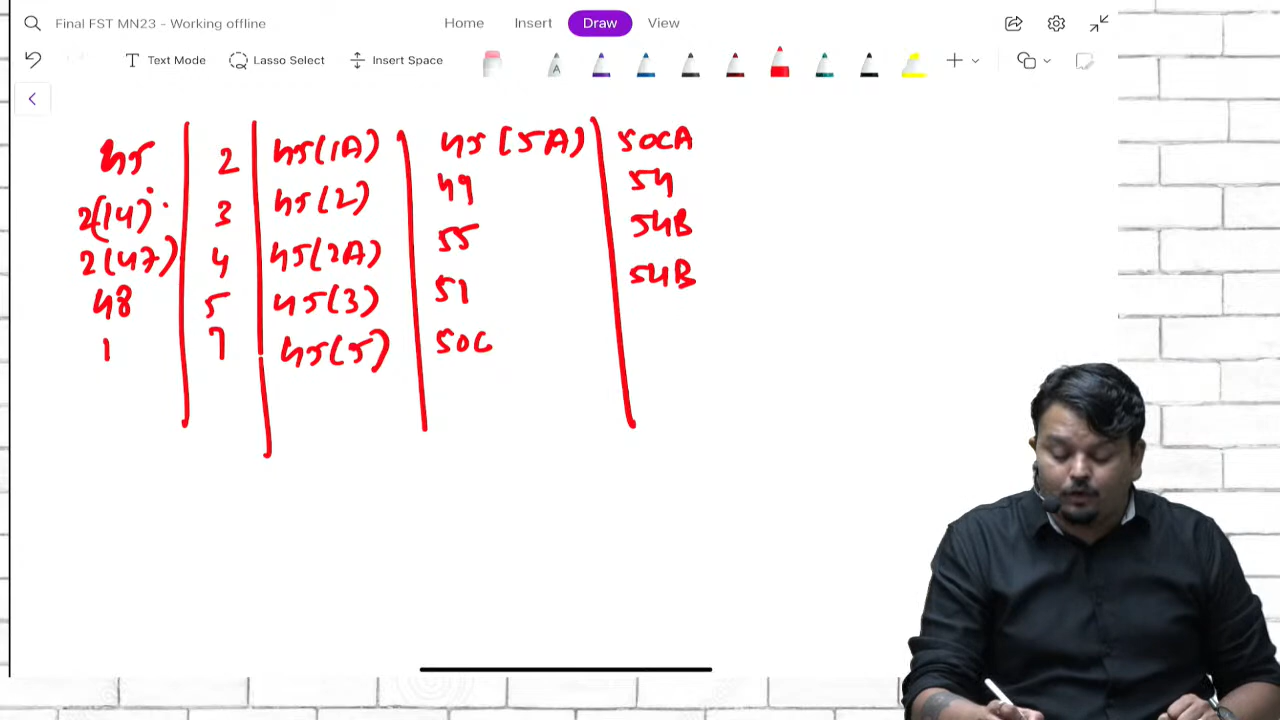 Final FST MN23 - Working offline
Home Insert Draw View
Text Mode Lasso Select Insert Space
45 2 45(1A) 45(5A) 50CA
2(14) 3 45(2) 49 54
2(47) 4 45(2A) 55 54B
48 5 45(3) 51 54B
1 7 45(5) 50C